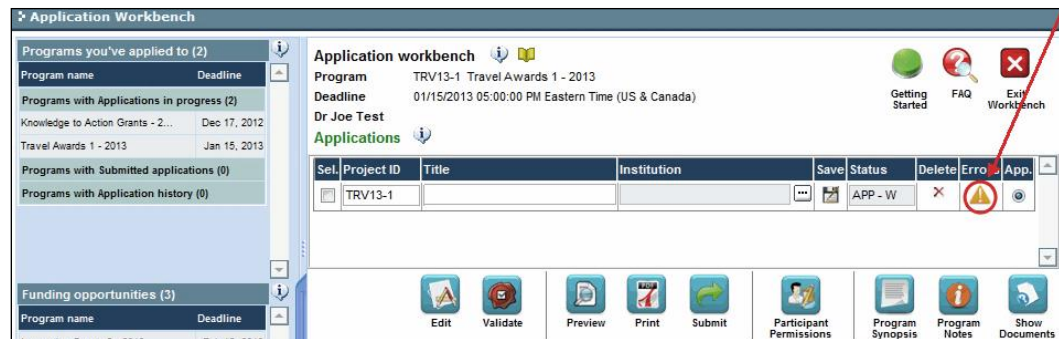 Application Workbench
Programs you've applied to (2)
Program name Deadline
Programs with Applications in progress (2)
Knowledge to Action Grants - 2... Dec 17, 2012
Travel Awards 1 - 2013 Jan 15, 2013
Programs with Submitted applications (0)
Programs with Application history (0)
Funding opportunities (3)
Program name Deadline
Application workbench
Program TRV13-1 Travel Awards 1 - 2013
Deadline 01/15/2013 05:00:00 PM Eastern Time (US & Canada)
Dr Joe Test
Applications
Getting Started
FAQ
Exit Workbench
Sel. Project ID Title Institution Save Status Delete Errors App.
TRV13-1 ... APP - W
Edit Validate Preview Print Submit Participant Permissions Program Synopsis Program Notes Show Documents